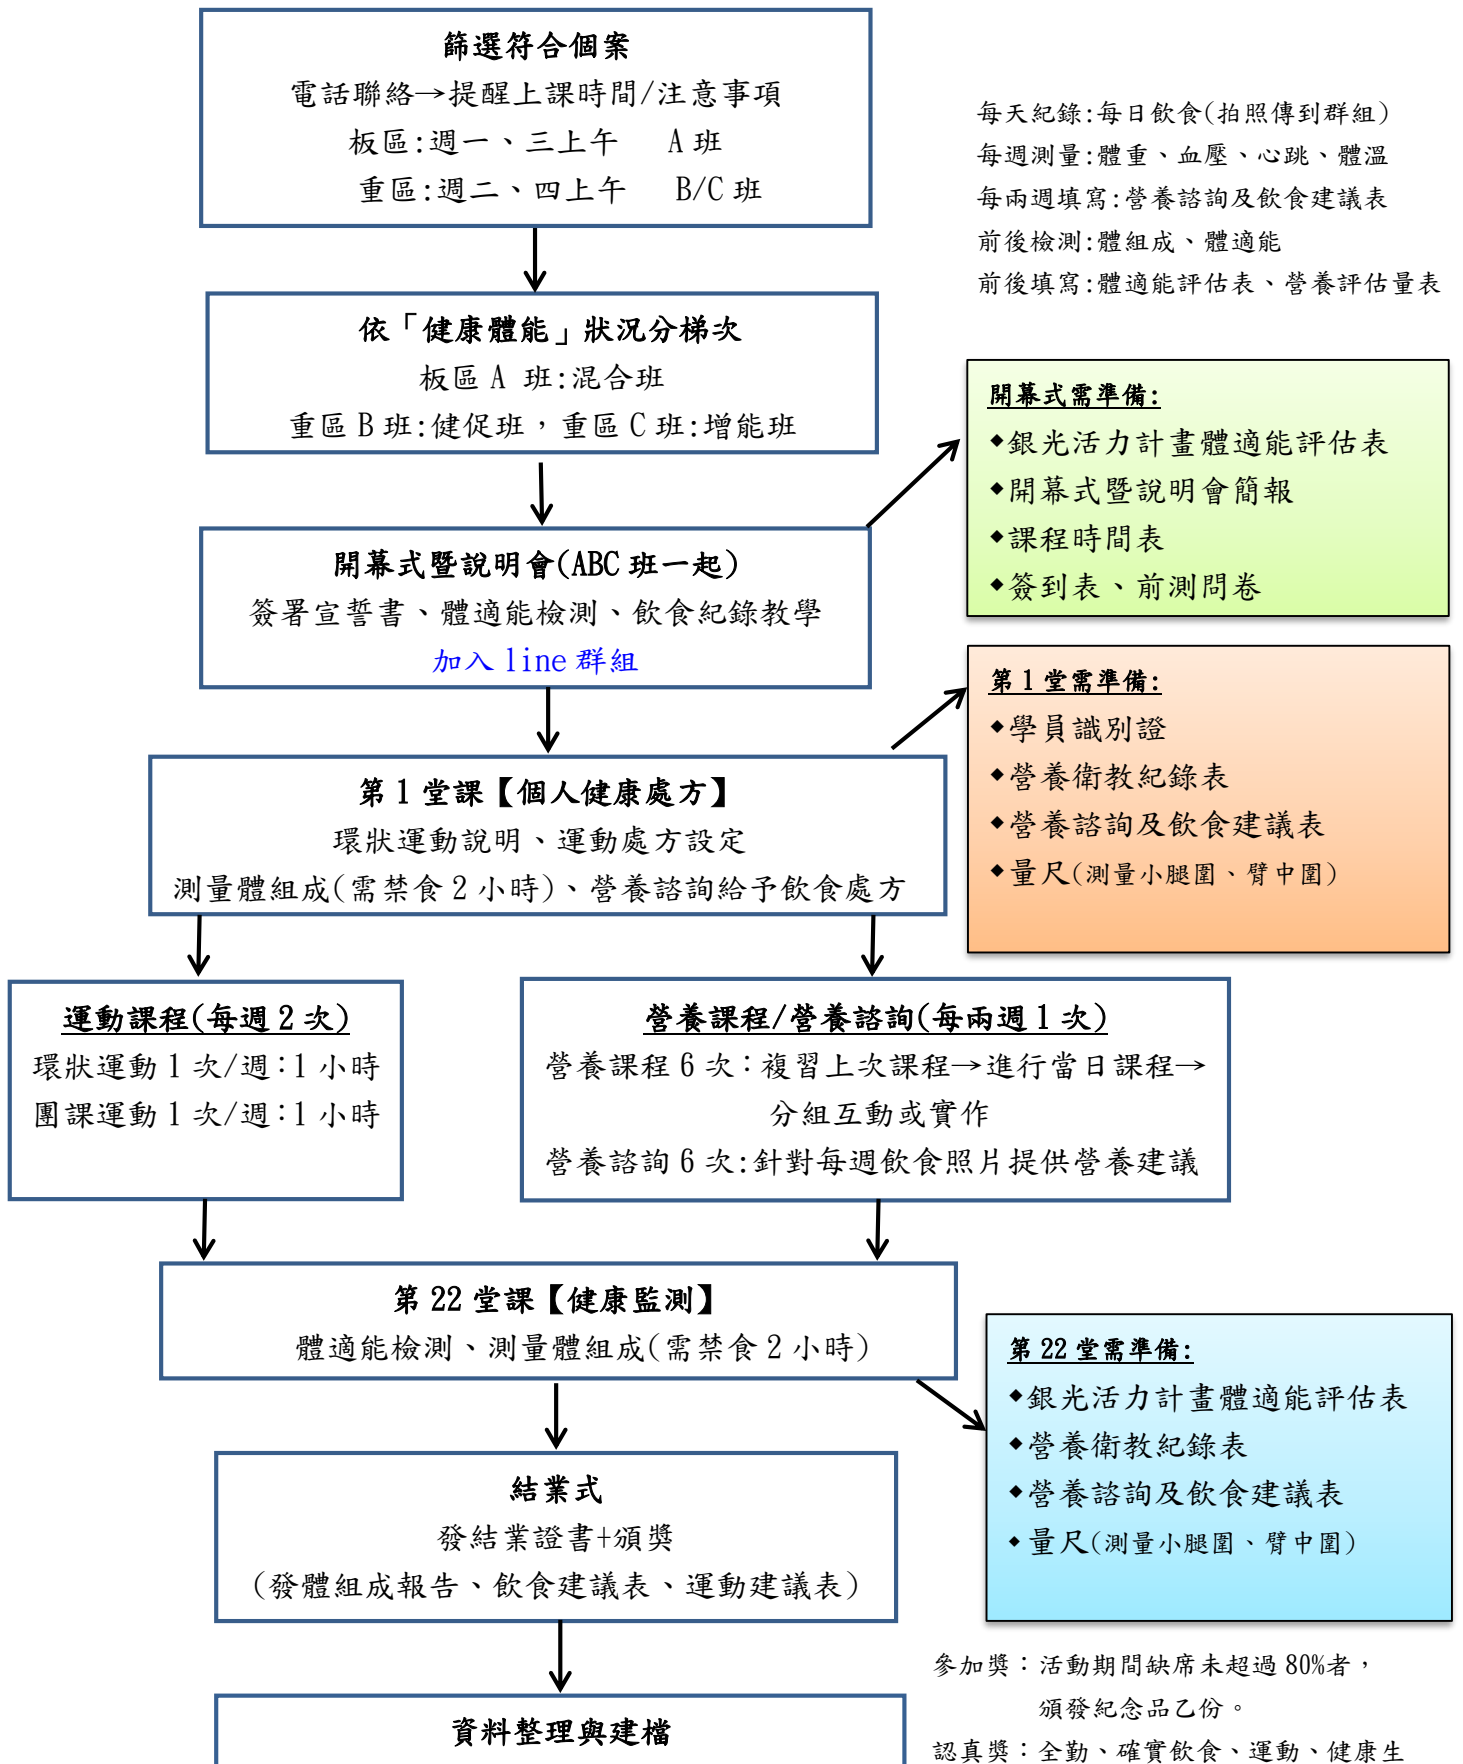 篩選符合個案
電話聯絡→提醒上課時間/注意事項
板區:週一、三上午 A 班
重區:週二、四上午 B/C 班
每天紀錄:每日飲食(拍照傳到群組)
每週測量:體重、血壓、心跳、體溫
每兩週填寫:營養諮詢及飲食建議表
前後檢測:體組成、體適能
前後填寫:體適能評估表、營養評估量表
依「健康體能」狀況分梯次
板區 A 班:混合班
重區 B 班:健促班，重區 C 班:增能班
開幕式需準備:
◆銀光活力計畫體適能評估表
◆開幕式暨說明會簡報
◆課程時間表
◆簽到表、前測問卷
開幕式暨說明會(ABC 班一起)
簽署宣誓書、體適能檢測、飲食紀錄教學
加入 line 群組
第 1 堂需準備:
◆學員識別證
◆營養衛教紀錄表
◆營養諮詢及飲食建議表
◆量尺(測量小腿圍、臂中圍)
第 1 堂課【個人健康處方】
環狀運動說明、運動處方設定
測量體組成(需禁食 2 小時)、營養諮詢給予飲食處方
運動課程(每週 2 次)
環狀運動 1 次/週：1 小時
團課運動 1 次/週：1 小時
營養課程/營養諮詢(每兩週 1 次)
營養課程 6 次：複習上次課程→進行當日課程→
分組互動或實作
營養諮詢 6 次:針對每週飲食照片提供營養建議
第 22 堂課【健康監測】
體適能檢測、測量體組成(需禁食 2 小時)
第 22 堂需準備:
◆銀光活力計畫體適能評估表
◆營養衛教紀錄表
◆營養諮詢及飲食建議表
◆量尺(測量小腿圍、臂中圍)
結業式
發結業證書+頒獎
(發體組成報告、飲食建議表、運動建議表)
參加獎：活動期間缺席未超過 80%者，
頒發紀念品乙份。
認真獎：全勤、確實飲食、運動、健康生
資料整理與建檔